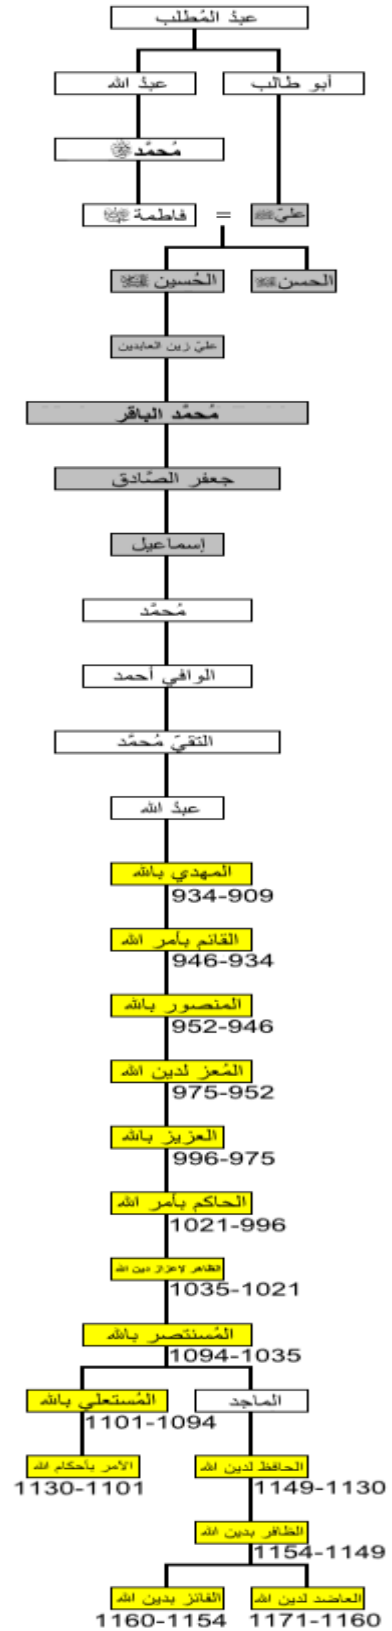 عبدُ المُطلب
أبو طالب
عبدُ الله
مُحمَّد ﷺ
عليّ
=
فاطمة
الحسن
الحُسين
عليّ زين العابدين
مُحمَّد الباقر
جعفر الصَّادق
إسماعيل
مُحمَّد
الوافي أحمد
التقيّ مُحمَّد
عبدُ الله
المهدي بالله
934-909
القائم بأمر الله
946-934
المنصور بالله
952-946
المُعز لدين الله
975-952
العزيز بالله
996-975
الحاكم بأمر الله
1021-996
الظاهر لإعزاز دين الله
1035-1021
المُستنتصر بالله
1094-1035
الماجد
المُستعلي بالله
1101-1094
الحافظ لدين الله
1149-1130
الآمر بأحكام الله
1130-1101
الظافر بدين الله
1154-1149
العاضد لدين الله
1171-1160
الفائز بدين الله
1160-1154